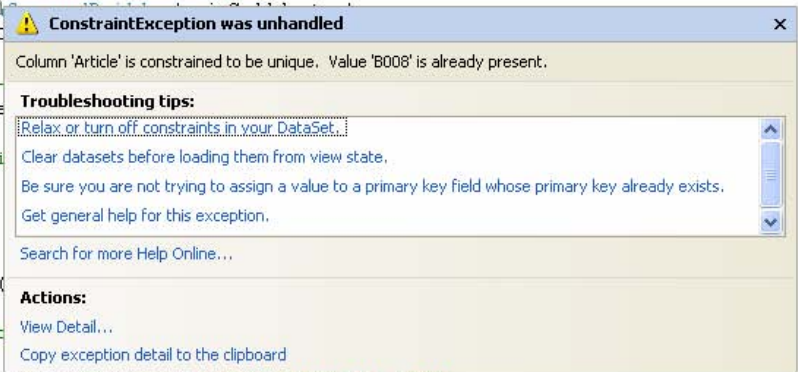 ConstraintException was unhandled
Column 'Article' is constrained to be unique.  Value 'B008' is already present.
Troubleshooting tips:
Relax or turn off constraints in your DataSet.
Clear datasets before loading them from view state.
Be sure you are not trying to assign a value to a primary key field whose primary key already exists.
Get general help for this exception.
Search for more Help Online...
Actions:
View Detail...
Copy exception detail to the clipboard